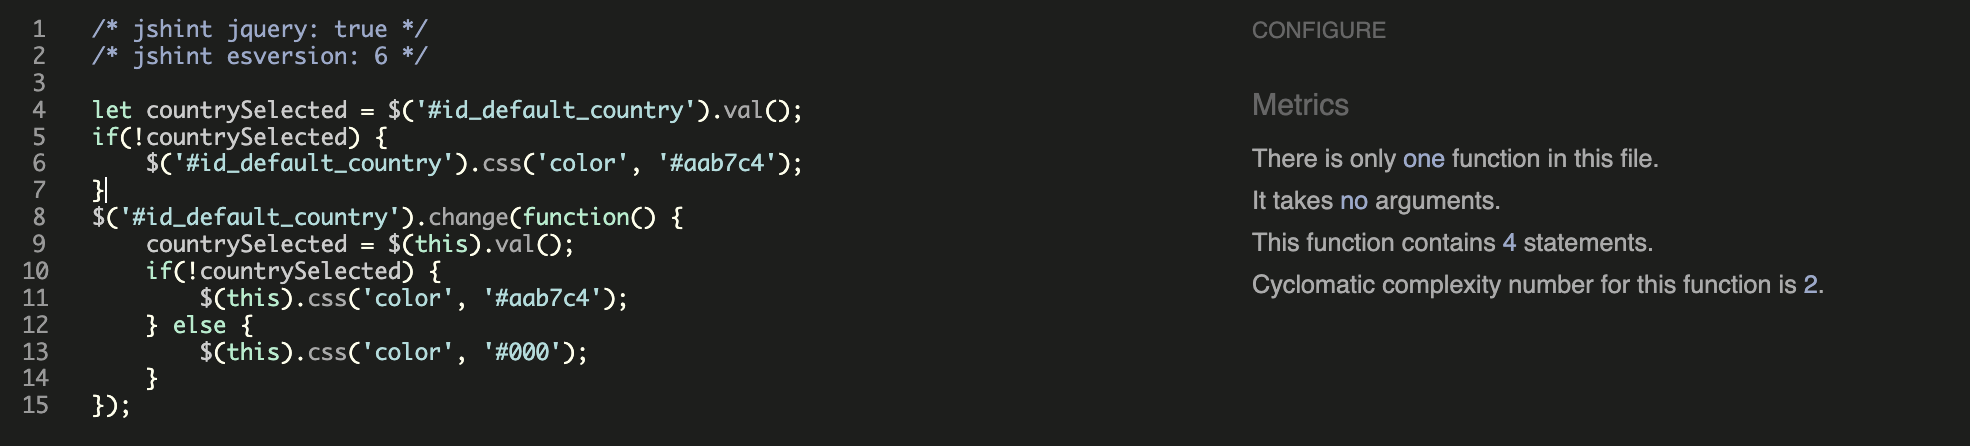 1 /* jshint jquery: true */
2 /* jshint esversion: 6 */
3
4 let countrySelected = $('#id_default_country').val();
5 if(!countrySelected) {
6     $('#id_default_country').css('color', '#aab7c4');
7 }
8 $('#id_default_country').change(function() {
9     countrySelected = $(this).val();
10     if(!countrySelected) {
11         $(this).css('color', '#aab7c4');
12     } else {
13         $(this).css('color', '#000');
14     }
15 });
CONFIGURE
Metrics
There is only one function in this file.
It takes no arguments.
This function contains 4 statements.
Cyclomatic complexity number for this function is 2.